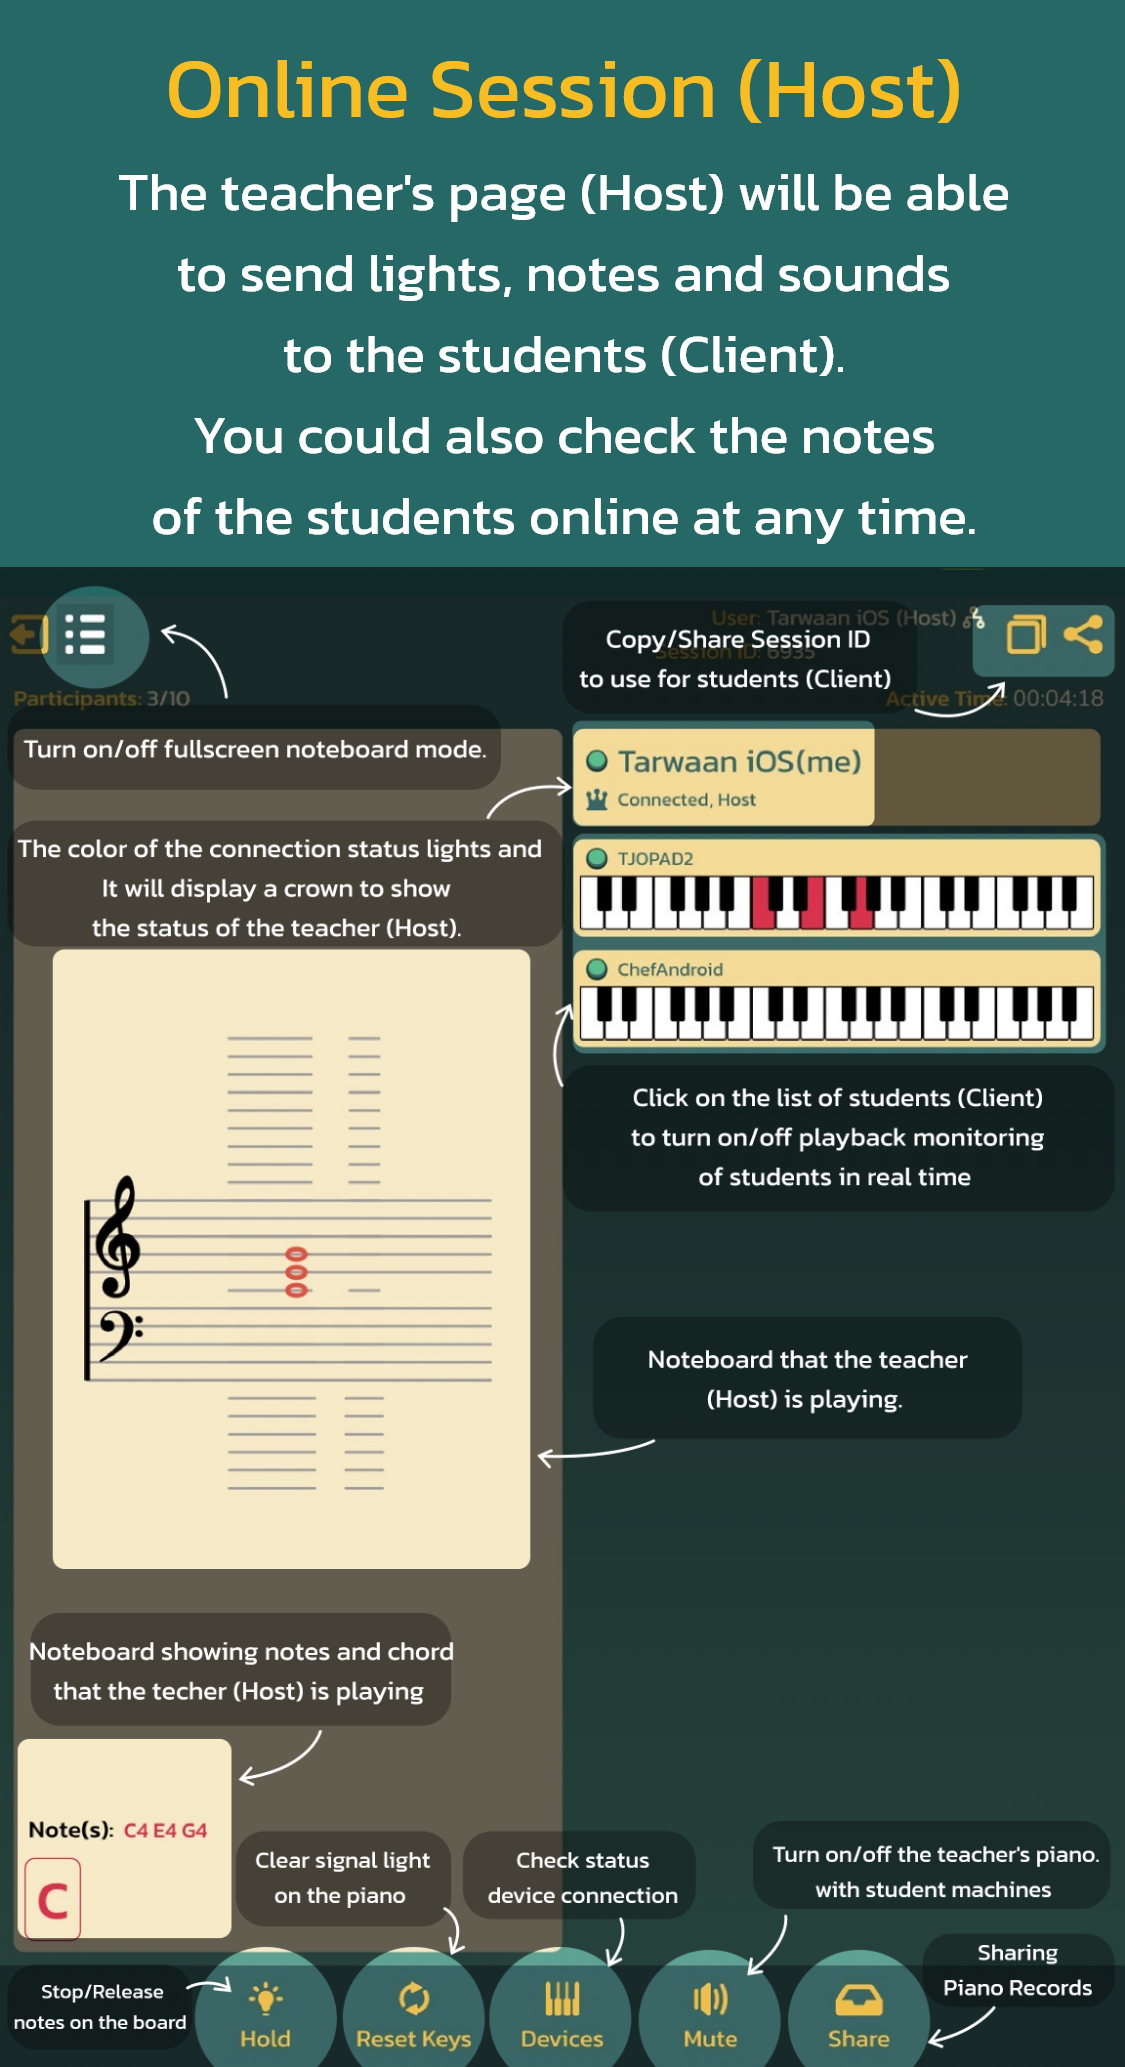 Online Session (Host)
The teacher's page (Host) will be able
to send lights, notes and sounds
to the students (Client).
You could also check the notes
of the students online at any time.
User: Tarwaan iOS (Host)
Session ID: 6935
Copy/Share Session ID
to use for students (Client)
Participants: 3/10
Active Time: 00:04:18
Turn on/off fullscreen noteboard mode.
Tarwaan iOS(me)
Connected, Host
The color of the connection status lights and
It will display a crown to show
the status of the teacher (Host).
TJOPAD2
ChefAndroid
Click on the list of students (Client)
to turn on/off playback monitoring
of students in real time
Noteboard that the teacher
(Host) is playing.
Noteboard showing notes and chord
that the techer (Host) is playing
Note(s): C4 E4 G4
C
Clear signal light
on the piano
Check status
device connection
Turn on/off the teacher's piano.
with student machines
Sharing
Piano Records
Stop/Release
notes on the board
Hold
Reset Keys
Devices
Mute
Share